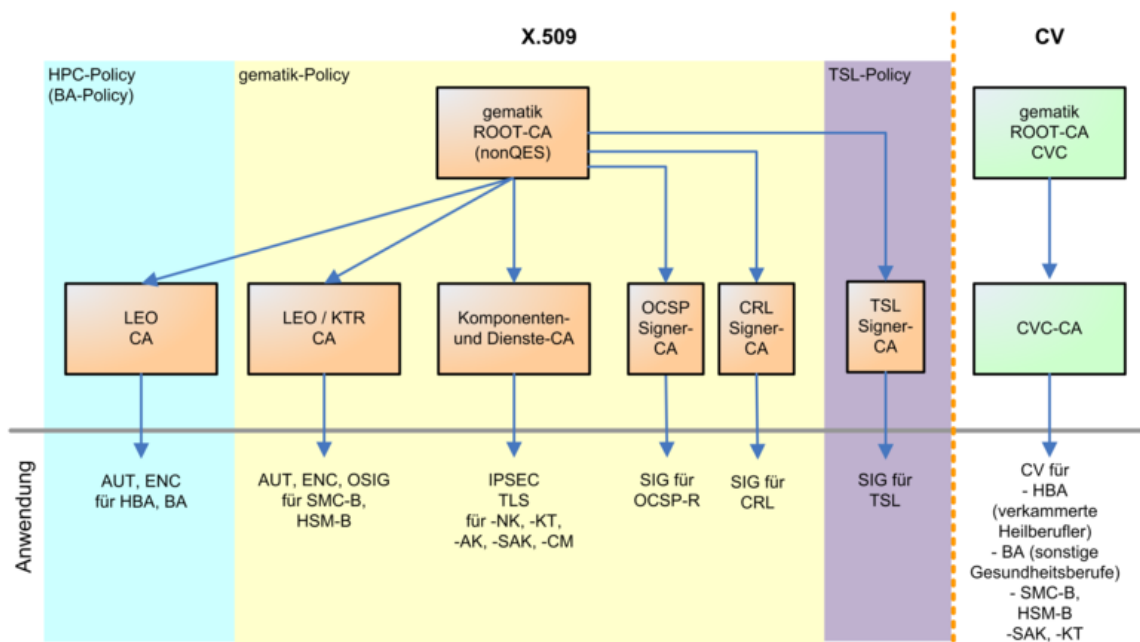 X.509
CV
HPC-Policy
(BA-Policy)
gematik-Policy
TSL-Policy
gematik
ROOT-CA
(nonQES)
gematik
ROOT-CA
CVC
LEO
CA
LEO / KTR
CA
Komponenten-
und Dienste-CA
OCSP
Signer-
CA
CRL
Signer-
CA
TSL
Signer-
CA
CVC-CA
Anwendung
AUT, ENC
für HBA, BA
AUT, ENC, OSIG
für SMC-B,
HSM-B
IPSEC
TLS
für -NK, -KT,
-AK, -SAK, -CM
SIG für
OCSP-R
SIG für
CRL
SIG für
TSL
CV für
- HBA
(verkammerte
Heilberufler)
- BA (sonstige
Gesundheitsberufe)
- SMC-B,
HSM-B
-SAK, -KT